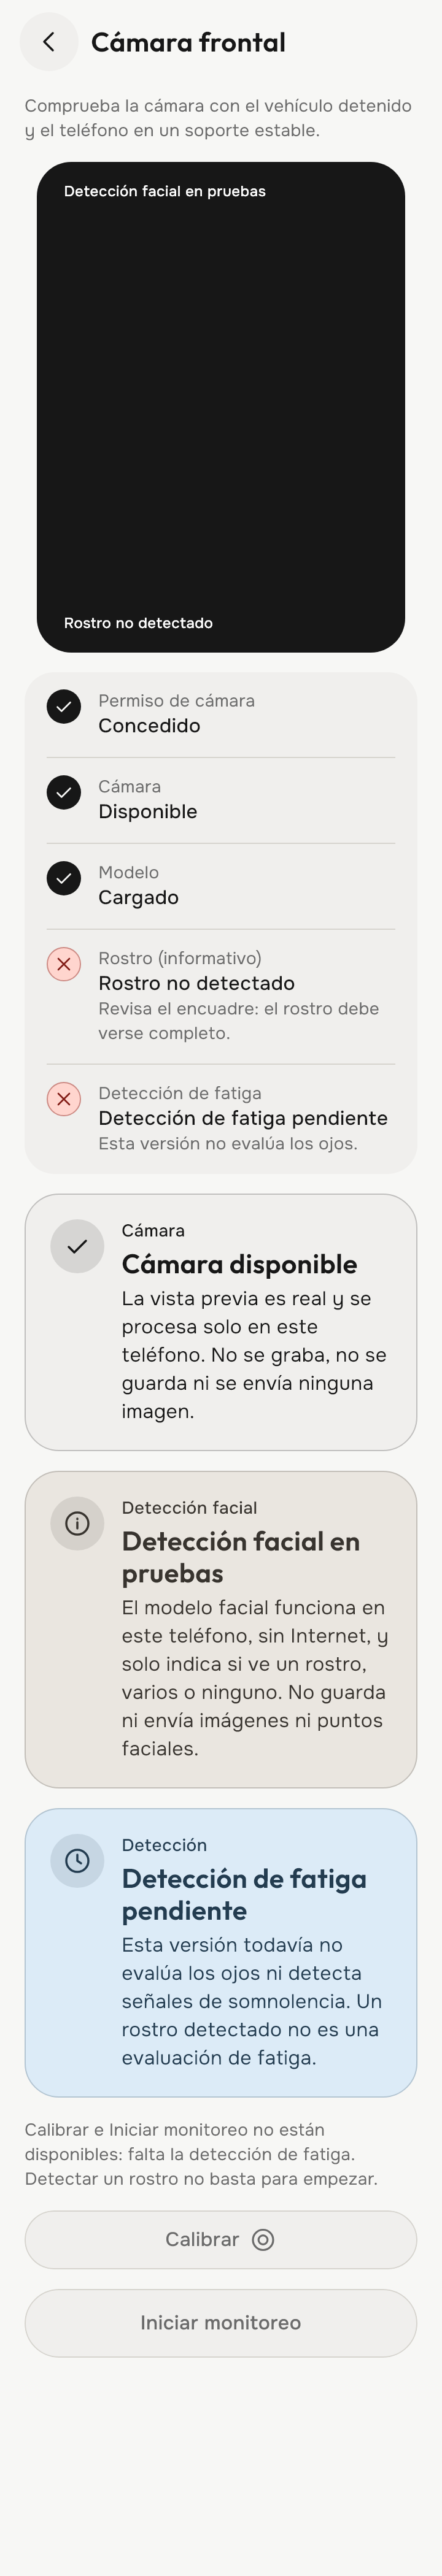 Cámara frontal
Comprueba la cámara con el vehículo detenido
y el teléfono en un soporte estable.
Detección facial en pruebas
Rostro no detectado
Permiso de cámara
Concedido
Cámara
Disponible
Modelo
Cargado
Rostro (informativo)
Rostro no detectado
Revisa el encuadre: el rostro debe
verse completo.
Detección de fatiga
Detección de fatiga pendiente
Esta versión no evalúa los ojos.
Cámara
Cámara disponible
La vista previa es real y se
procesa solo en este
teléfono. No se graba, no se
guarda ni se envía ninguna
imagen.
Detección facial
Detección facial en
pruebas
El modelo facial funciona en
este teléfono, sin Internet, y
solo indica si ve un rostro,
varios o ninguno. No guarda
ni envía imágenes ni puntos
faciales.
Detección
Detección de fatiga
pendiente
Esta versión todavía no
evalúa los ojos ni detecta
señales de somnolencia. Un
rostro detectado no es una
evaluación de fatiga.
Calibrar e Iniciar monitoreo no están
disponibles: falta la detección de fatiga.
Detectar un rostro no basta para empezar.
Calibrar
Iniciar monitoreo